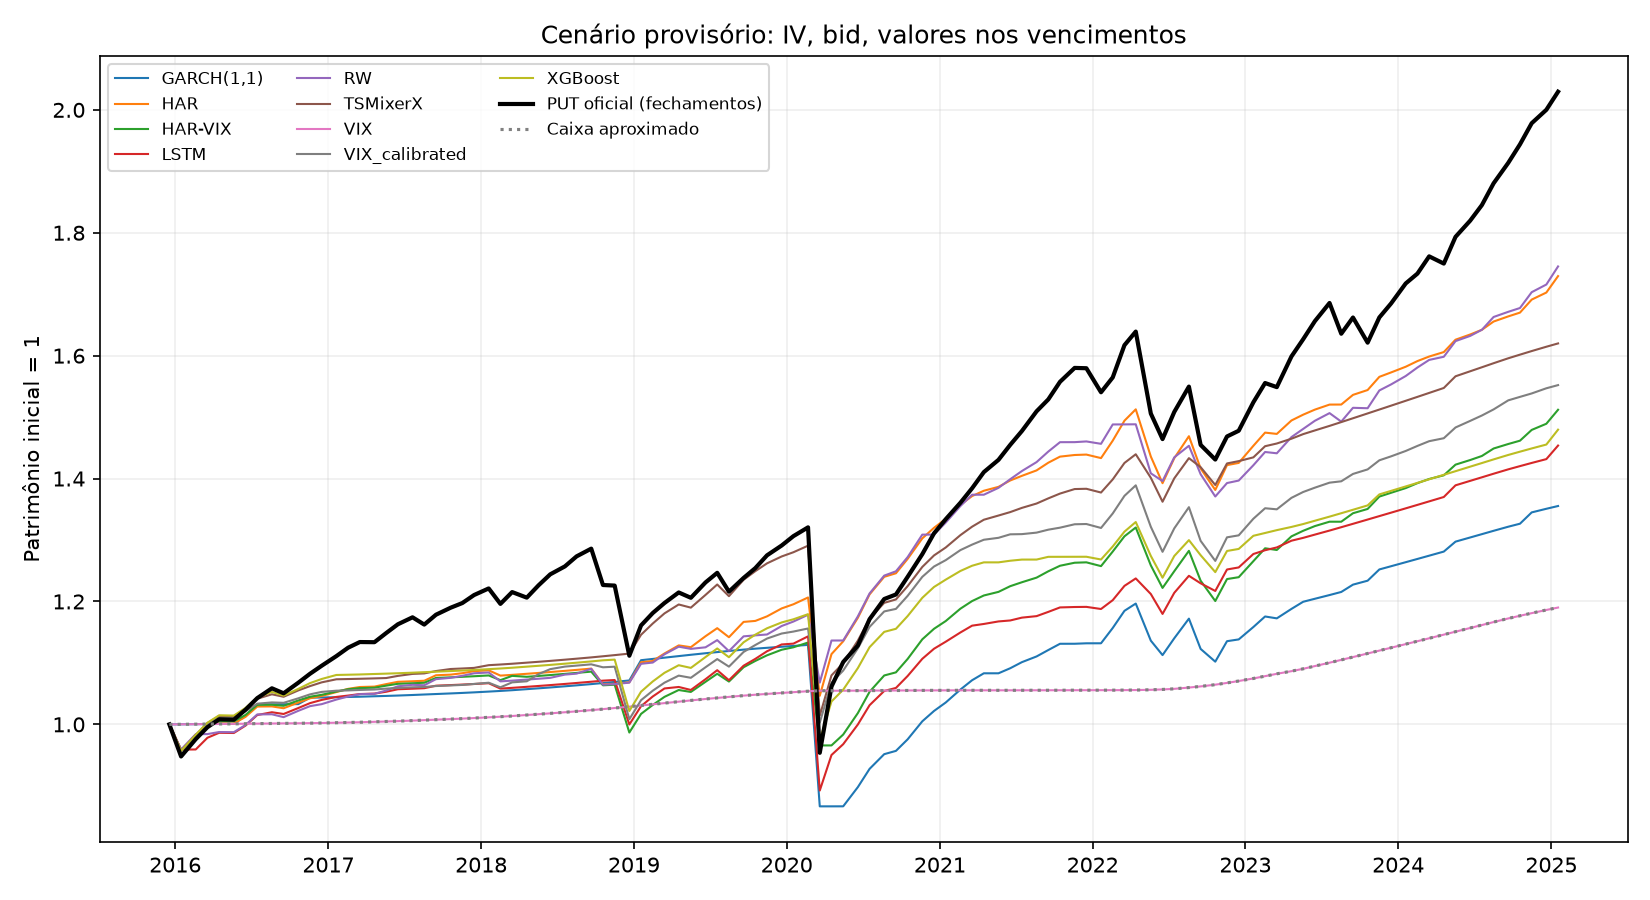 Cenário provisório: IV, bid, valores nos vencimentos
GARCH(1,1)
HAR
HAR-VIX
LSTM
RW
TSMixerX
VIX
VIX_calibrated
XGBoost
PUT oficial (fechamentos)
Caixa aproximado
Patrimônio inicial = 1
2.0
1.8
1.6
1.4
1.2
1.0
2016 2017 2018 2019 2020 2021 2022 2023 2024 2025